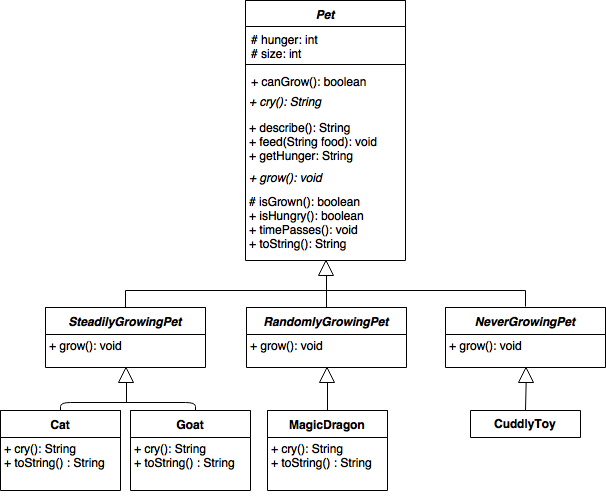 Pet
# hunger: int
# size: int
+ canGrow(): boolean
+ cry(): String
+ describe(): String
+ feed(String food): void
+ getHunger: String
+ grow(): void
# isGrown(): boolean
+ isHungry(): boolean
+ timePasses(): void
+ toString(): String
SteadilyGrowingPet
+ grow(): void
RandomlyGrowingPet
+ grow(): void
NeverGrowingPet
+ grow(): void
Cat
+ cry(): String
+ toString() : String
Goat
+ cry(): String
+ toString() : String
MagicDragon
+ cry(): String
+ toString() : String
CuddlyToy